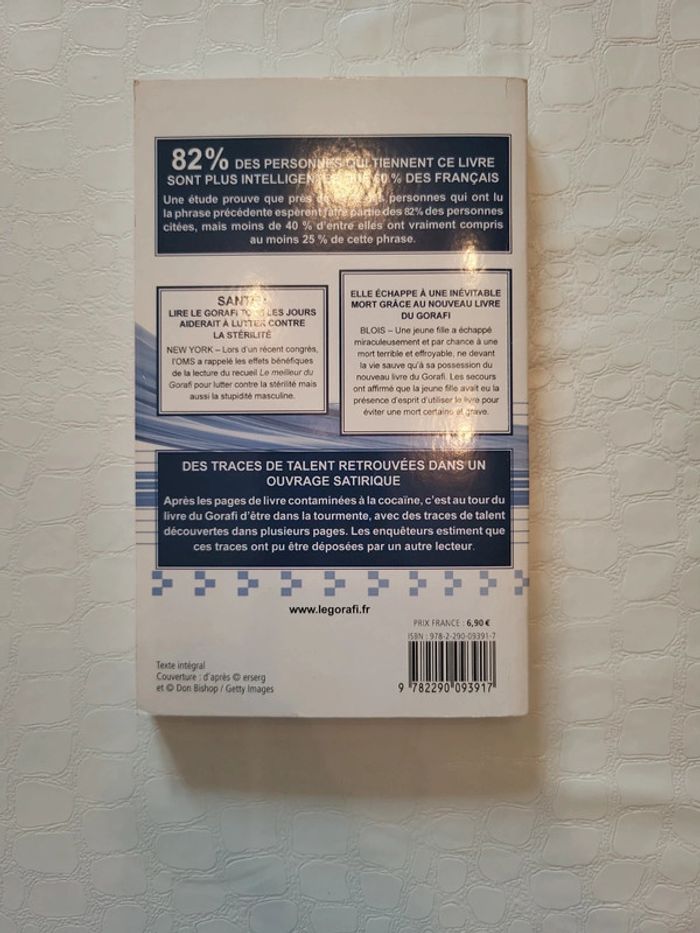 82% DES PERSONNES QUI TIENNENT CE LIVRE
SONT PLUS INTELLIGENTES QUE 60 % DES FRANÇAIS
Une étude prouve que près de des personnes qui ont lu
la phrase précédente espèrent faire partie des 82% des personnes
citées, mais moins de 40 % d'entre elles ont vraiment compris
au moins 25 % de cette phrase.
SANTÉ :
LIRE LE GORAFI TOUS LES JOURS
AIDERAIT À LUTTER CONTRE
LA STÉRILITÉ
NEW YORK – Lors d'un récent congrès,
l'OMS a rappelé les effets bénéfiques
de la lecture du recueil Le meilleur du
Gorafi pour lutter contre la stérilité mais
aussi la stupidité masculine.
ELLE ÉCHAPPE À UNE INÉVITABLE
MORT GRÂCE AU NOUVEAU LIVRE
DU GORAFI
BLOIS – Une jeune fille a échappé
miraculeusement et par chance à une
mort terrible et effroyable, ne devant
la vie sauve qu'à sa possession du
nouveau livre du Gorafi. Les secours
ont affirmé que la jeune fille avait eu la
présence d'esprit d'utiliser le livre pour
éviter une mort certaine et grave.
DES TRACES DE TALENT RETROUVÉES DANS UN
OUVRAGE SATIRIQUE
Après les pages de livre contaminées à la cocaïne, c'est au tour du
livre du Gorafi d'être dans la tourmente, avec des traces de talent
découvertes dans plusieurs pages. Les enquêteurs estiment que
ces traces ont pu être déposées par un autre lecteur.
www.legorafi.fr
PRIX FRANCE : 6,90 €
ISBN : 978-2-290-09391-7
Texte intégral
Couverture : d'après © erserg
et © Don Bishop / Getty Images
9 782290 093917